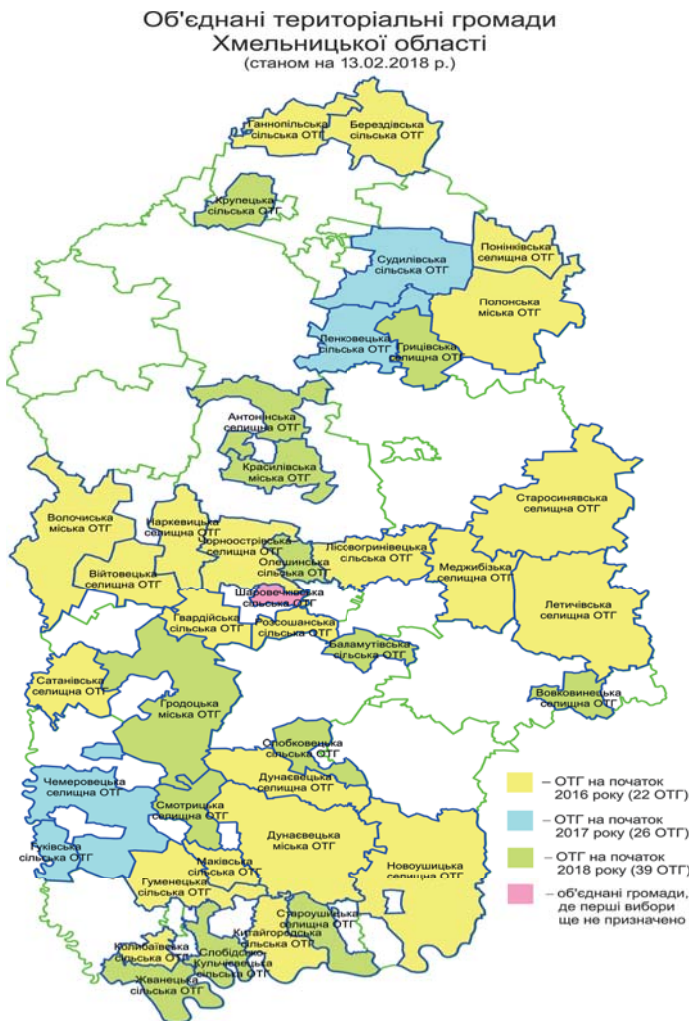 Об'єднані територіальні громади
Хмельницької області
(станом на 13.02.2018 р.)
Ганнопільська
сільська ОТГ
Берездівська
сільська ОТГ
Крупецька
сільська ОТГ
Судилівська
сільська ОТГ
Понінківська
селищна ОТГ
Полонська
міська ОТГ
Ленковецька
сільська ОТГ
Грицівська
селищна ОТГ
Антонінська
селищна ОТГ
Красилівська
міська ОТГ
Старосинявська
селищна ОТГ
Волочиська
міська ОТГ
Наркевицька
селищна ОТГ
Чорноострівська
селищна ОТГ
Олешинська
сільська ОТГ
Лісовогринівецька
сільська ОТГ
Меджибізька
селищна ОТГ
Війтовецька
селищна ОТГ
Шаровечківська
сільська ОТГ
Летичівська
селищна ОТГ
Гвардійська
сільська ОТГ
Розсошанська
сільська ОТГ
Баламутівська
сільська ОТГ
Сатанівська
селищна ОТГ
Вовковинецька
селищна ОТГ
Гродоцька
міська ОТГ
Слобковецька
сільська ОТГ
Чемеровецька
селищна ОТГ
Дунаєвецька
селищна ОТГ
Смотрицька
селищна ОТГ
Дунаєвецька
міська ОТГ
Гуківська
сільська ОТГ
Маківська
сільська ОТГ
Новоушицька
селищна ОТГ
Гуменецька
сільська ОТГ
Староушицька
селищна ОТГ
Китайгородська
сільська ОТГ
Колибаївська
сільська ОТГ
Слобідсько-
Кульчієвецька
сільська ОТГ
Жванецька
сільська ОТГ
– ОТГ на початок
2016 року (22 ОТГ)
– ОТГ на початок
2017 року (26 ОТГ)
– ОТГ на початок
2018 року (39 ОТГ)
– об'єднані громади,
де перші вибори
ще не призначено